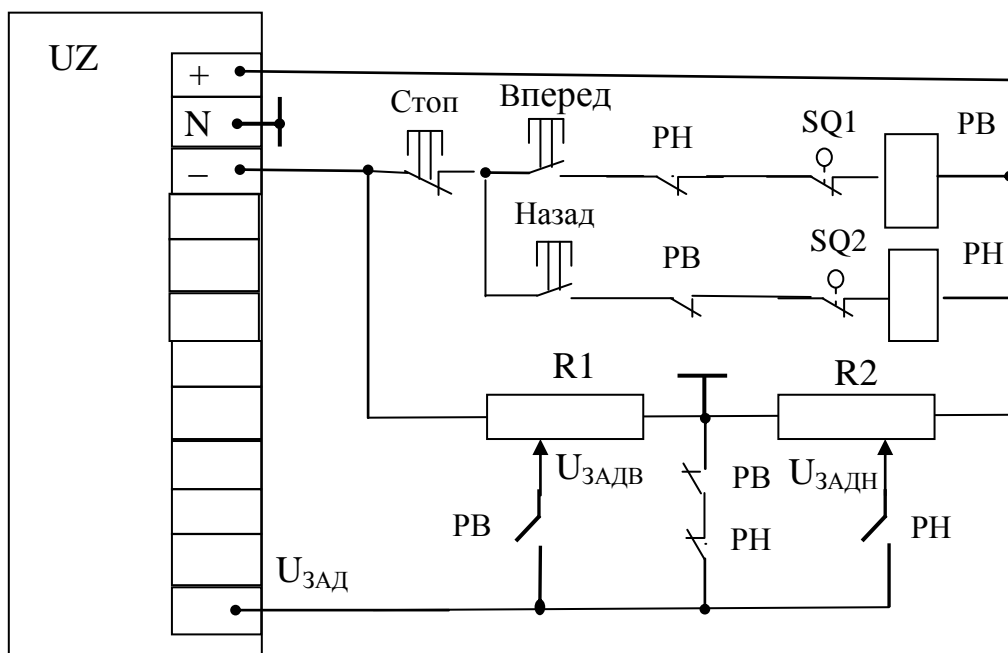 UZ
+
N
–
Стоп
Вперед
РН
SQ1
РВ
Назад
РВ
SQ2
РН
R1
R2
UЗАДВ
РВ
UЗАДН
РВ
РН
РН
UЗАД